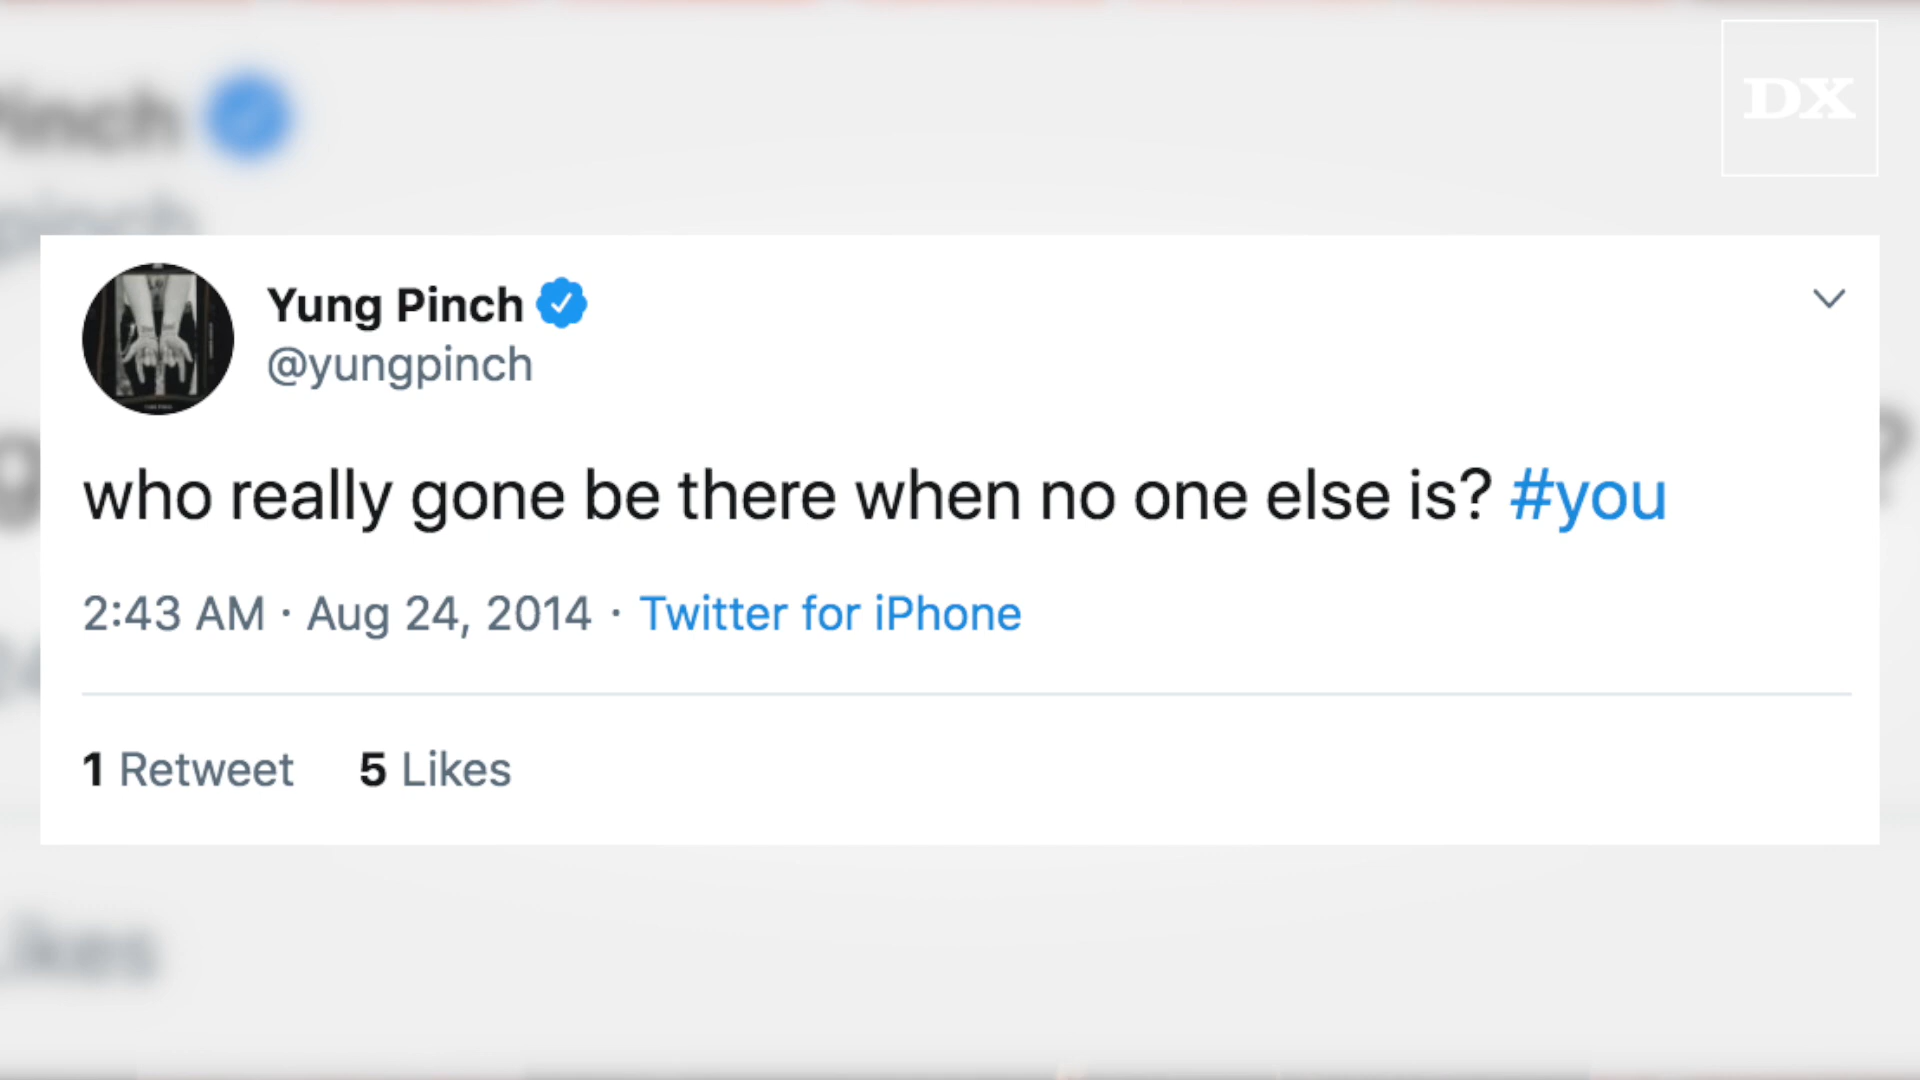 DX
Yung Pinch
@yungpinch
who really gone be there when no one else is? #you
2:43 AM · Aug 24, 2014 · Twitter for iPhone
1 Retweet 5 Likes